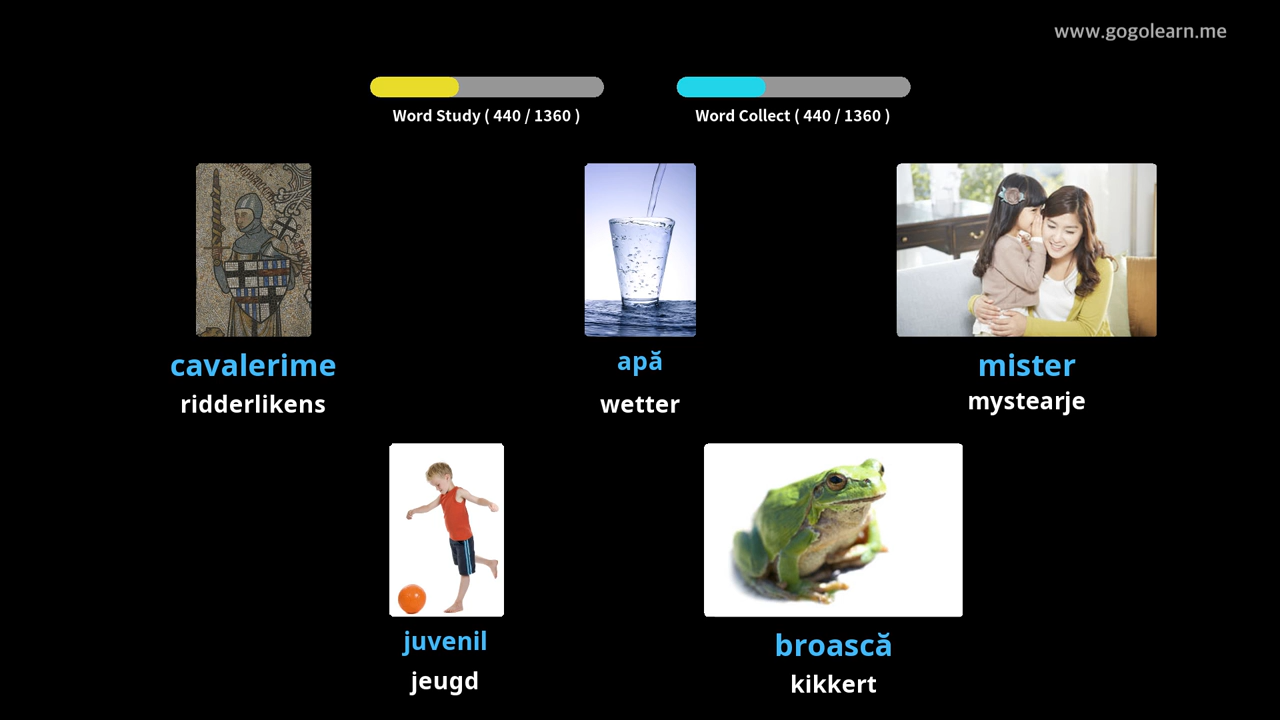 www.gogolearn.me
Word Study ( 440 / 1360 )
Word Collect ( 440 / 1360 )
cavalerime
ridderlikens
apă
wetter
mister
mystearje
juvenil
jeugd
broască
kikkert